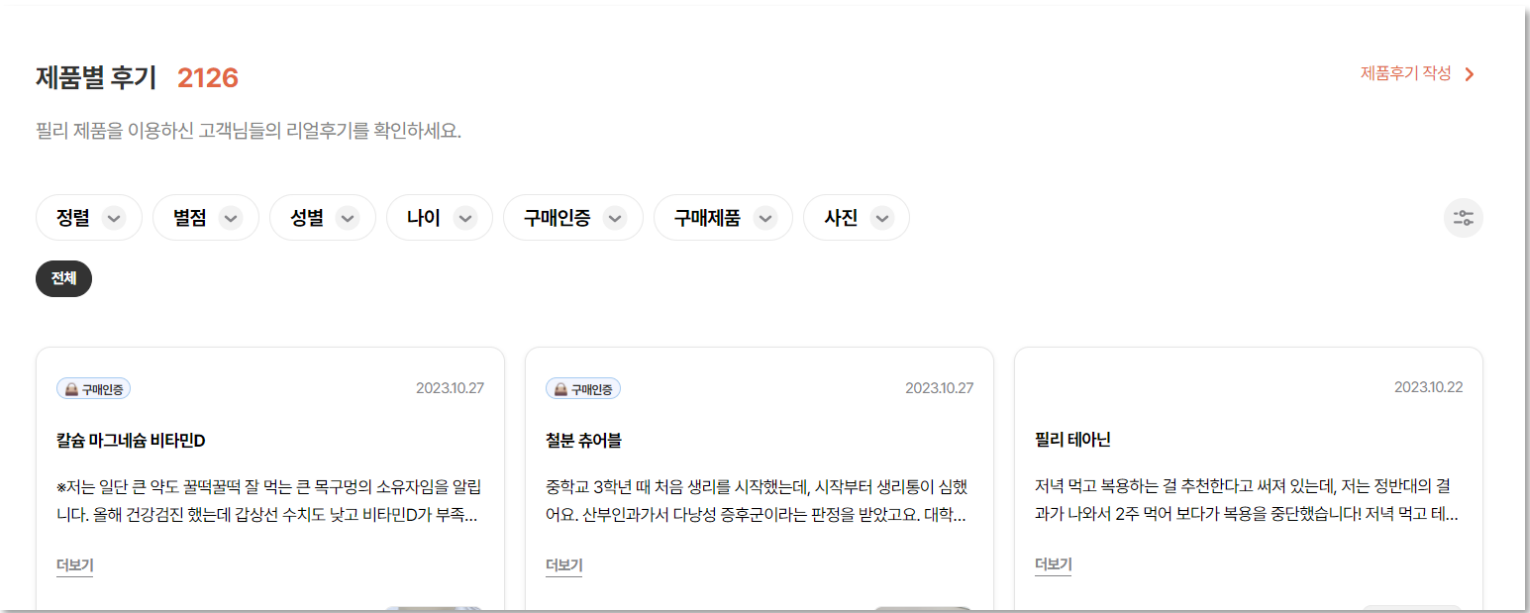 제품별 후기 2126
제품후기 작성
필리 제품을 이용하신 고객님들의 리얼후기를 확인하세요.
정렬 별점 성별 나이 구매인증 구매제품 사진
전체
구매인증 2023.10.27
칼슘 마그네슘 비타민D
※저는 일단 큰 약도 꿀떡꿀떡 잘 먹는 큰 목구멍의 소유자임을 알립
니다. 올해 건강검진 했는데 갑상선 수치도 낮고 비타민D가 부족...
더보기
구매인증 2023.10.27
철분 츄어블
중학교 3학년 때 처음 생리를 시작했는데, 시작부터 생리통이 심했
어요. 산부인과가서 다낭성 증후군이라는 판정을 받았고요. 대학...
더보기
2023.10.22
필리 테아닌
저녁 먹고 복용하는 걸 추천한다고 써져 있는데, 저는 정반대의 결
과가 나와서 2주 먹어 보다가 복용을 중단했습니다! 저녁 먹고 테...
더보기